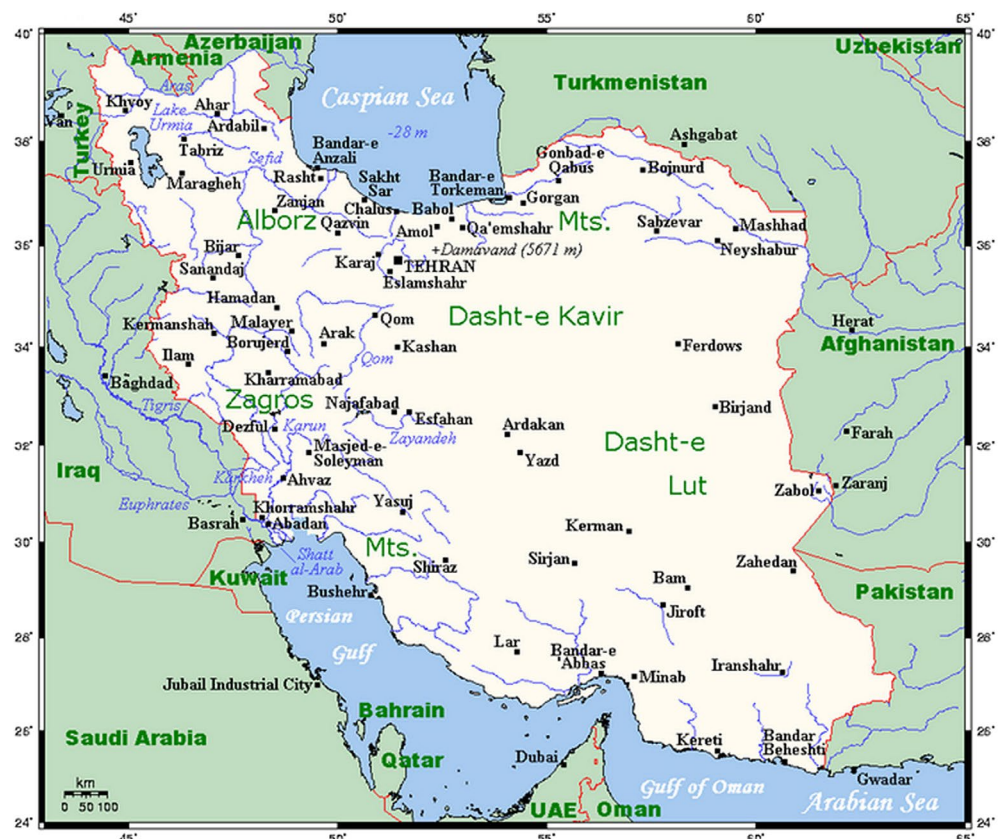 45°
50°
55°
60°
65°
40°
40°
Azerbaijan
Armenia
Uzbekistan
Turkmenistan
Caspian Sea
-28 m
Aras
Khvoy
Ahar
Lake
Urmia
Ardabil
Van
Turkey
Tabriz
38°
38°
Ashgabat
Bandar-e
Anzali
Gonbad-e
Qabus
Bojnurd
Sefid
Urmia
Maragheh
Rasht
Sakht
Sar
Bandar-e
Torkeman
Gorgan
Zanjan
Chalus
Babol
Alborz
Mts.
Qazvin
Amol
Qa'emshahr
Sabzevar
Mashhad
36°
36°
Bijar
+Damavand (5671 m)
Neyshabur
Karaj
TEHRAN
Sanandaj
Eslamshahr
Hamadan
Dasht-e Kavir
Kermanshah
Malayer
Arak
Qom
Herat
Borujerd
Kashan
Ferdows
Afghanistan
34°
34°
Ilam
Qom
Baghdad
Kharramabad
Zagros
Tigris
Najafabad
Esfahan
Birjand
Dezful
Karun
Zayandeh
Ardakan
Farah
32°
32°
Masjed-e-
Soleyman
Yazd
Dasht-e
Lut
Iraq
Karkheh
Ahvaz
Zabol
Zaranj
Euphrates
Khorramshahr
Yasuj
Basrah
Abadan
Kerman
30°
30°
Mts.
Shatt
al-Arab
Shiraz
Sirjan
Zahedan
Kuwait
Bushehr
Bam
Pakistan
Persian
Gulf
Jiroft
28°
28°
Lar
Bandar-e
Abbas
Minab
Iranshahr
Jubail Industrial City
Bahrain
26°
26°
Saudi Arabia
Qatar
Dubai
Kereti
Bandar
Beheshti
Gwadar
km
0 50 100
Gulf of Oman
Arabian Sea
UAE
Oman
24°
24°
45°
50°
55°
60°
65°